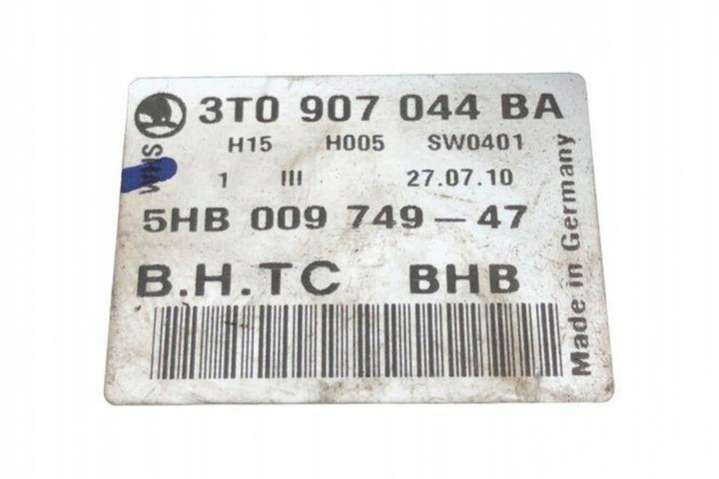 3T0 907 044 BA
H15 H005 SW0401
WHS
1 III 27.07.10
5HB 009 749-47
B.H.TC BHB
Made in Germany